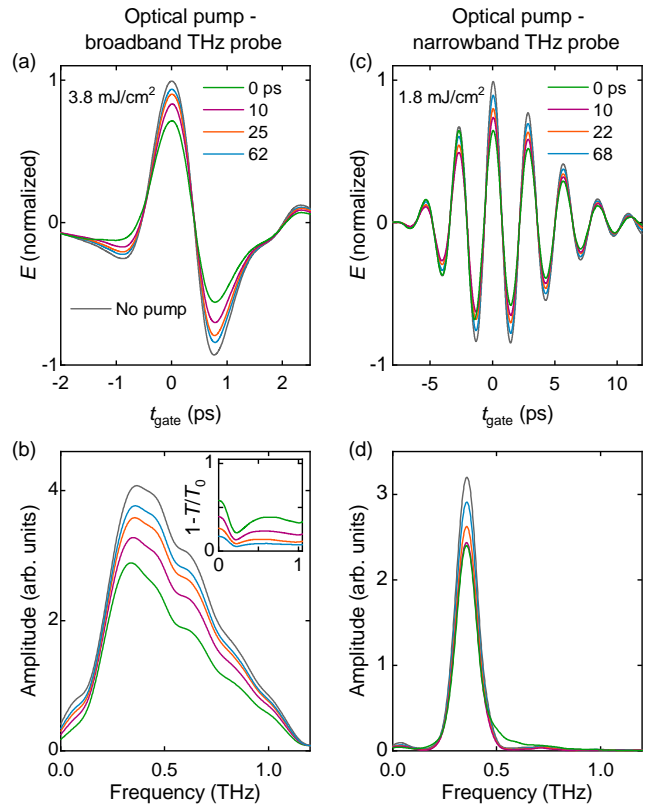 Optical pump -
broadband THz probe
Optical pump -
narrowband THz probe
(a)
3.8 mJ/cm²
0 ps
10
25
62
No pump
1
0
-1
E (normalized)
-2
-1
0
1
2
t_gate (ps)
(c)
1.8 mJ/cm²
0 ps
10
22
68
1
0
-1
E (normalized)
-5
0
5
10
t_gate (ps)
(b)
4
2
0
Amplitude (arb. units)
0.0
0.5
1.0
Frequency (THz)
1
0
1-T/T₀
0
1
(d)
3
2
1
0
Amplitude (arb. units)
0.0
0.5
1.0
Frequency (THz)